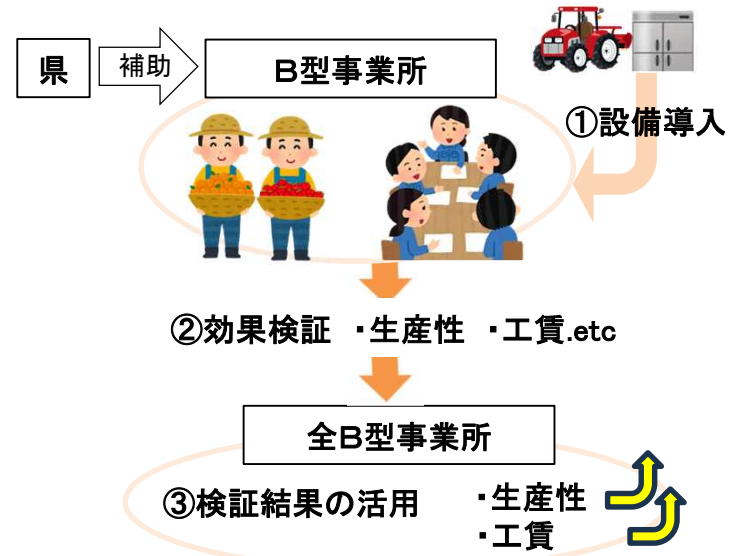 県
補助
B型事業所
①設備導入
②効果検証 ・生産性 ・工賃.etc
全B型事業所
③検証結果の活用
・生産性
・工賃